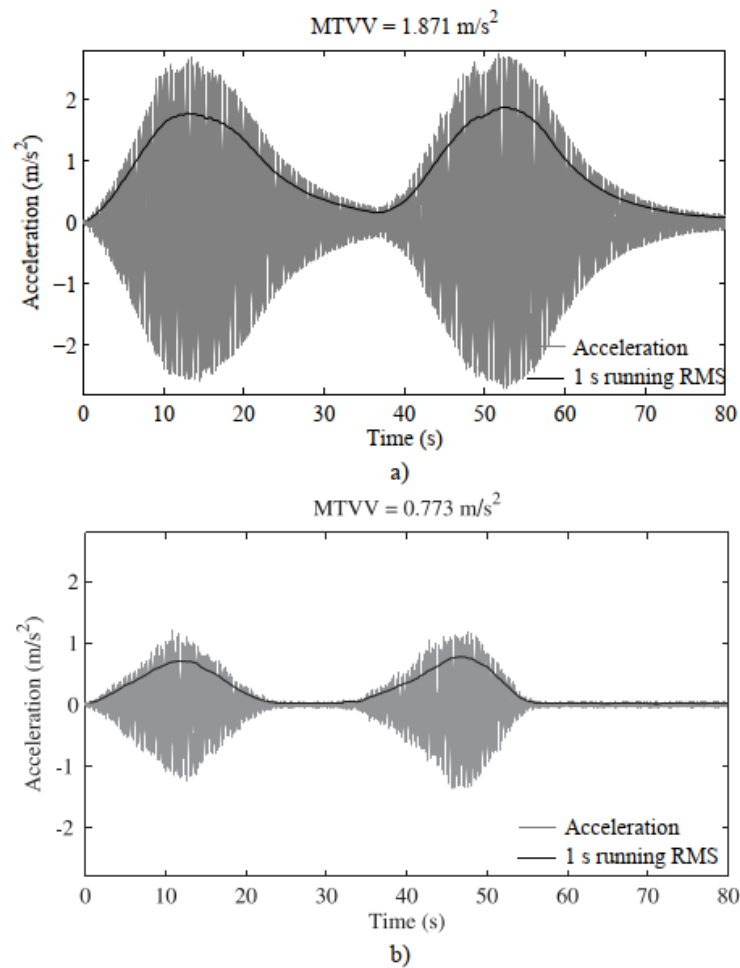 MTVV = 1.871 m/s²
2
1
0
−1
−2
Acceleration (m/s²)
Acceleration
1 s running RMS
0 10 20 30 40 50 60 70 80
Time (s)
a)
MTVV = 0.773 m/s²
2
1
0
-1
-2
Acceleration (m/s²)
Acceleration
1 s running RMS
0 10 20 30 40 50 60 70 80
Time (s)
b)